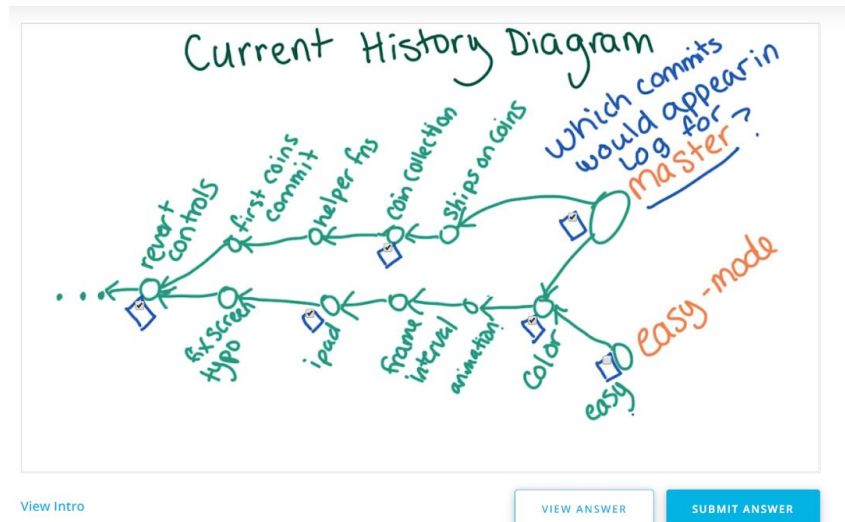 Current History Diagram
which commits
would appear in
log for
master?
revert
controls
first coins
commit
helper fns
coin collection
ships on coins
...
fix screen
typo
ipad
frame
interval
animation
color
easy
easy-mode
View Intro
VIEW ANSWER
SUBMIT ANSWER